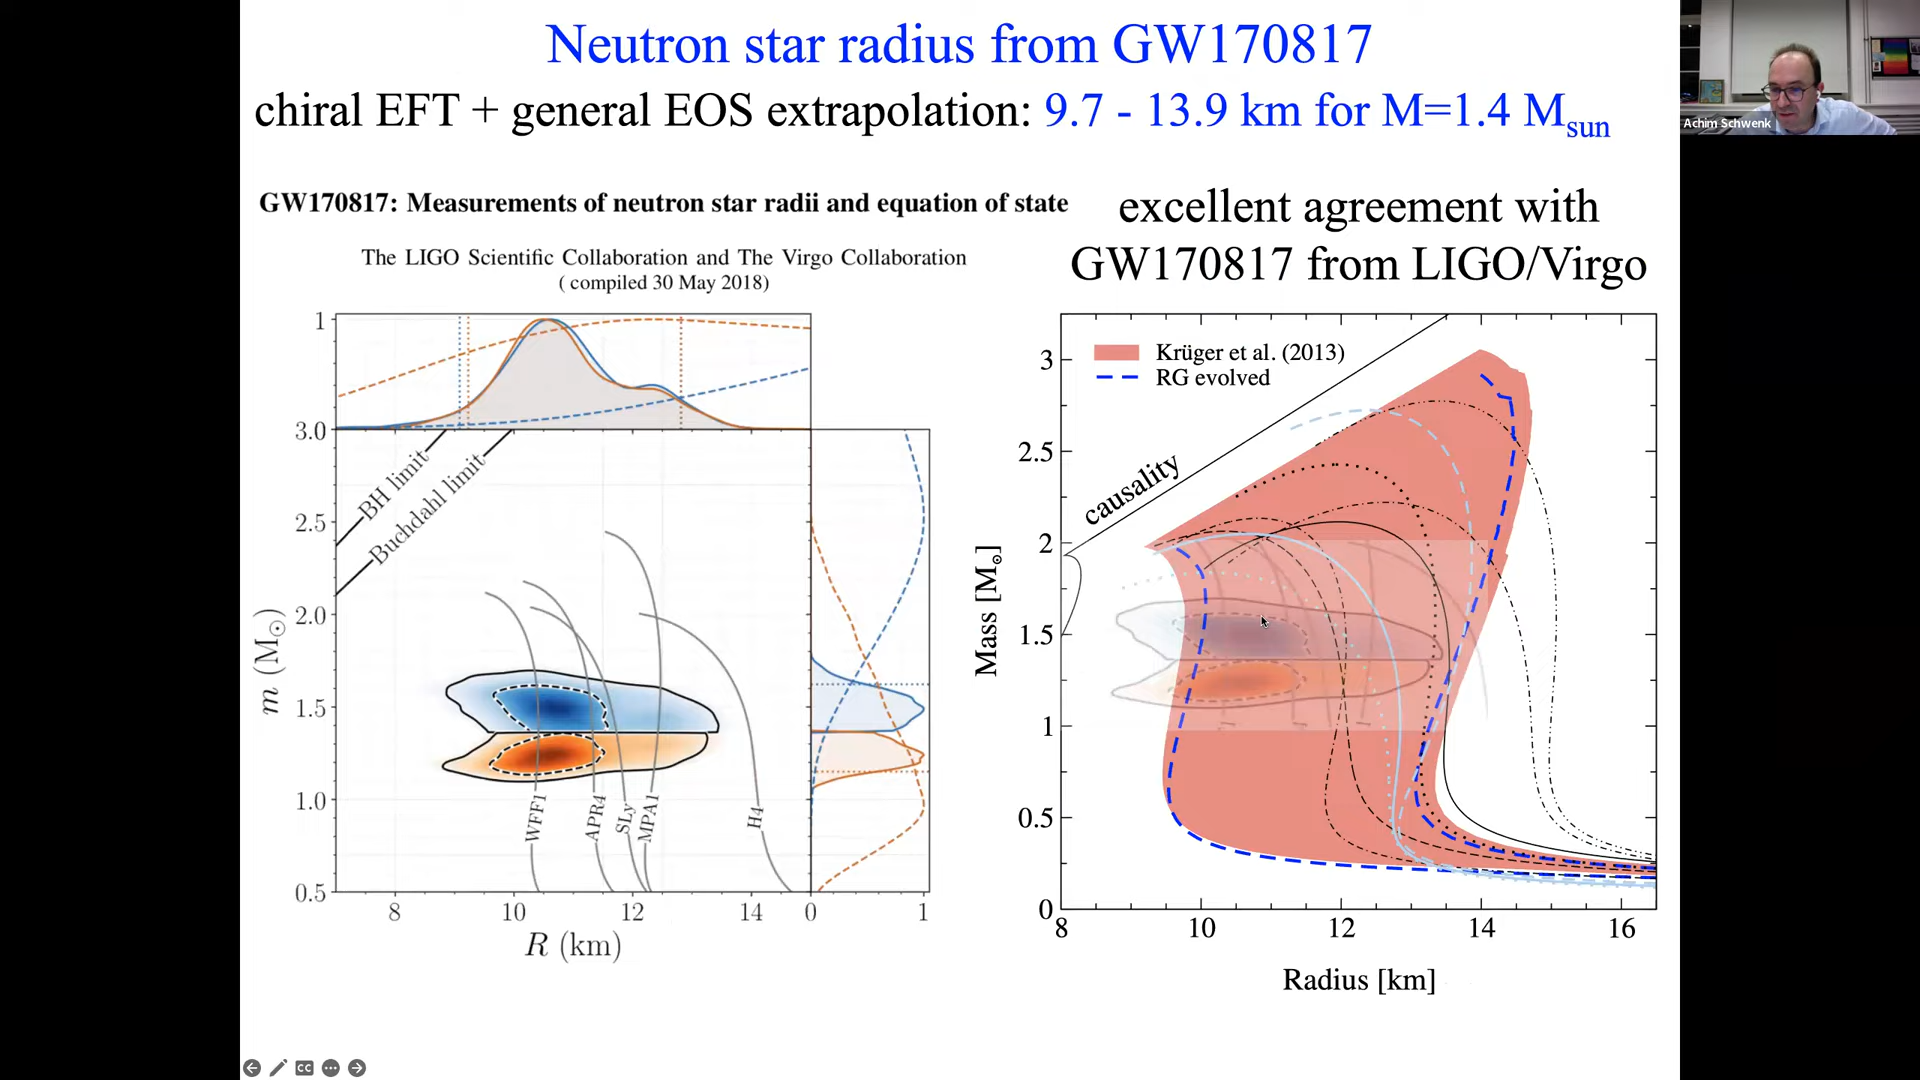 Neutron star radius from GW170817
chiral EFT + general EOS extrapolation: 9.7 - 13.9 km for M=1.4 Msun
Achim Schwenk
GW170817: Measurements of neutron star radii and equation of state
The LIGO Scientific Collaboration and The Virgo Collaboration
( compiled 30 May 2018)
excellent agreement with
GW170817 from LIGO/Virgo
1
3.0
2.5
2.0
1.5
1.0
0.5
m (M⊙)
BH limit
Buchdahl limit
WFF1
APR4
SLy
MPA1
H4
8
10
12
14
0
1
R (km)
Krüger et al. (2013)
RG evolved
causality
3
2.5
2
1.5
1
0.5
0
Mass [M⊙]
8
10
12
14
16
Radius [km]
CC